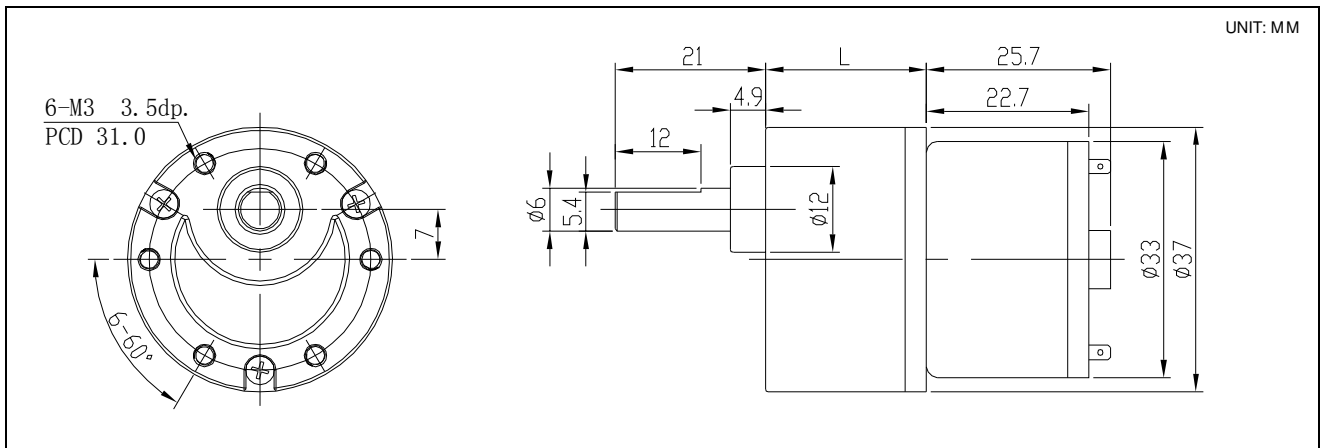 UNIT: MM
6-M3 3.5dp.
PCD 31.0
7
6-60°
21
L
25.7
4.9
22.7
12
ø6
5.4
ø12
ø33
ø37